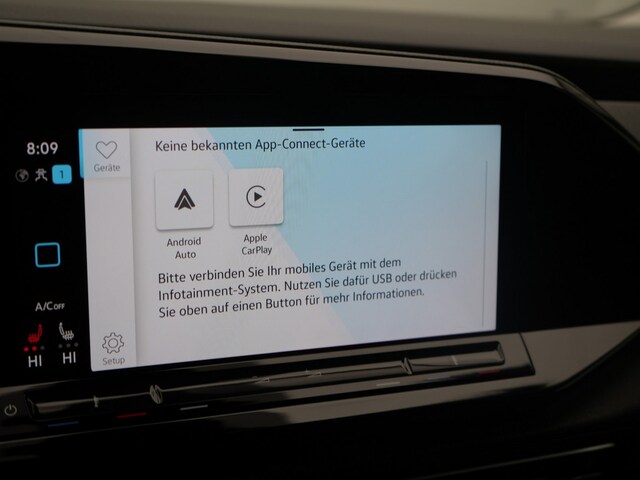 8:09
1
Geräte
Keine bekannten App-Connect-Geräte
Android
Auto
Apple
CarPlay
Bitte verbinden Sie Ihr mobiles Gerät mit dem
Infotainment-System. Nutzen Sie dafür USB oder drücken
Sie oben auf einen Button für mehr Informationen.
A/C OFF
HI
HI
Setup